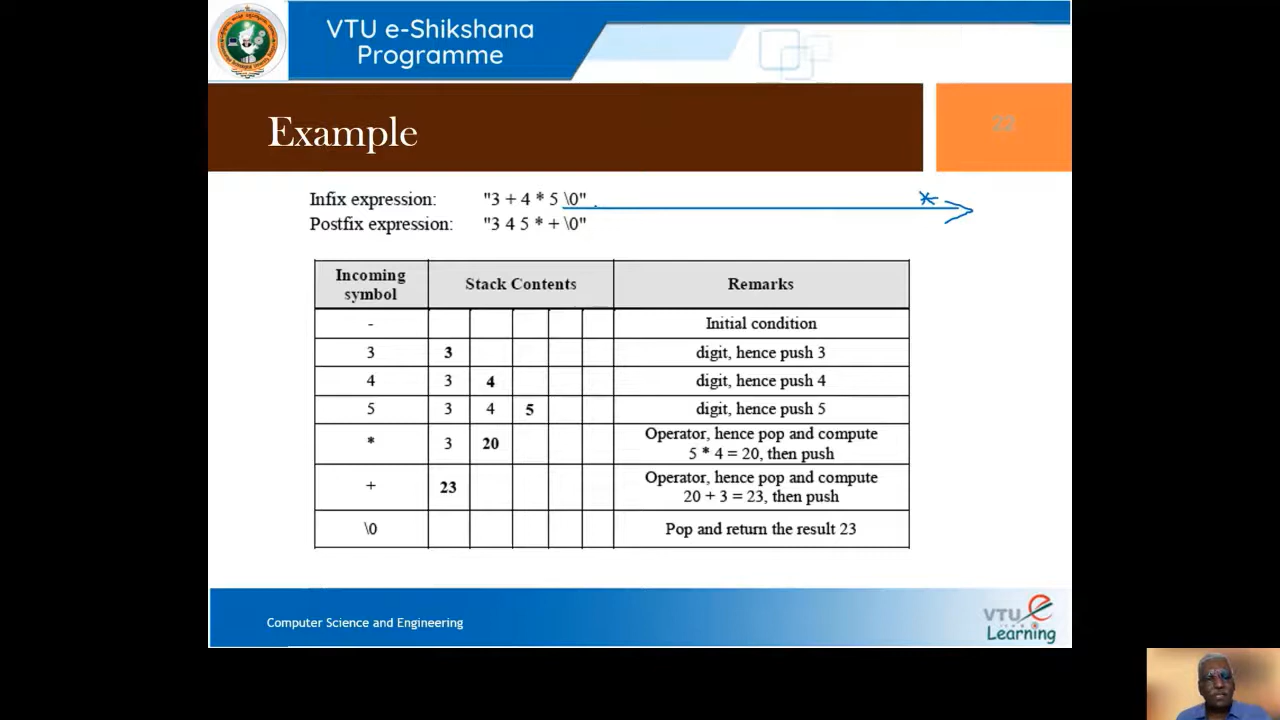 VTU e-Shikshana
Programme
Example
22
Infix expression: "3 + 4 * 5 \0"
*
Postfix expression: "3 4 5 * + \0"
Incoming symbol Stack Contents Remarks
- Initial condition
3 3 digit, hence push 3
4 3 4 digit, hence push 4
5 3 4 5 digit, hence push 5
* 3 20 Operator, hence pop and compute
5 * 4 = 20, then push
+ 23 Operator, hence pop and compute
20 + 3 = 23, then push
\0 Pop and return the result 23
Computer Science and Engineering
VTU e
Learning